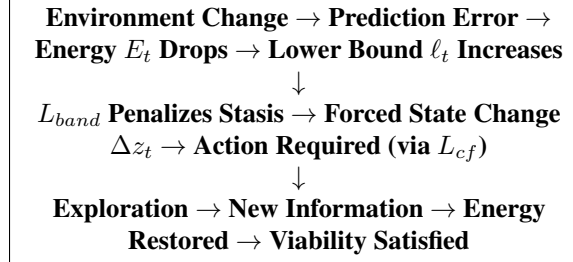 Environment Change → Prediction Error →
Energy E_t Drops → Lower Bound ℓ_t Increases
↓
L_band Penalizes Stasis → Forced State Change
Δz_t → Action Required (via L_cf)
↓
Exploration → New Information → Energy
Restored → Viability Satisfied